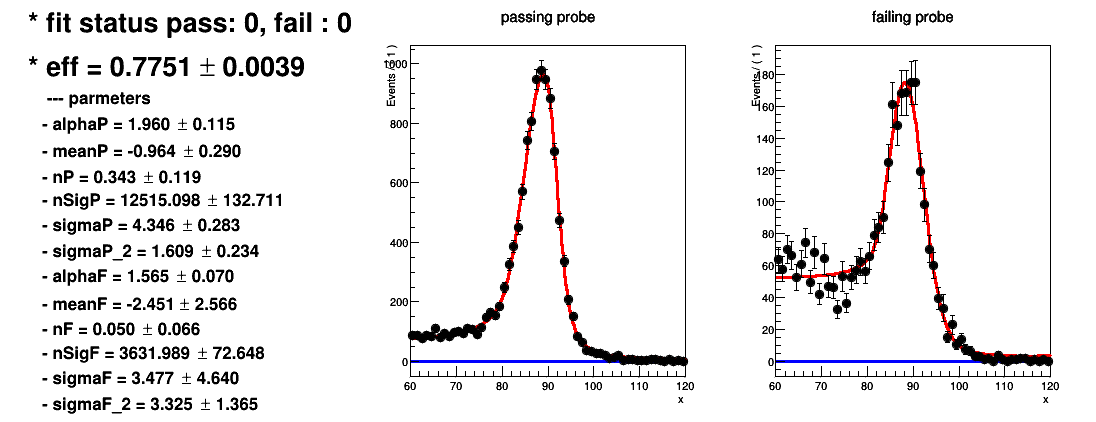 * fit status pass: 0, fail : 0
* eff = 0.7751 ± 0.0039
--- parmeters
- alphaP = 1.960 ± 0.115
- meanP = -0.964 ± 0.290
- nP = 0.343 ± 0.119
- nSigP = 12515.098 ± 132.711
- sigmaP = 4.346 ± 0.283
- sigmaP_2 = 1.609 ± 0.234
- alphaF = 1.565 ± 0.070
- meanF = -2.451 ± 2.566
- nF = 0.050 ± 0.066
- nSigF = 3631.989 ± 72.648
- sigmaF = 3.477 ± 4.640
- sigmaF_2 = 3.325 ± 1.365
passing probe
Events / ( 1 )
1000
800
600
400
200
0
60 70 80 90 100 110 120
x
failing probe
Events / ( 1 )
180
160
140
120
100
80
60
40
20
0
60 70 80 90 100 110 120
x